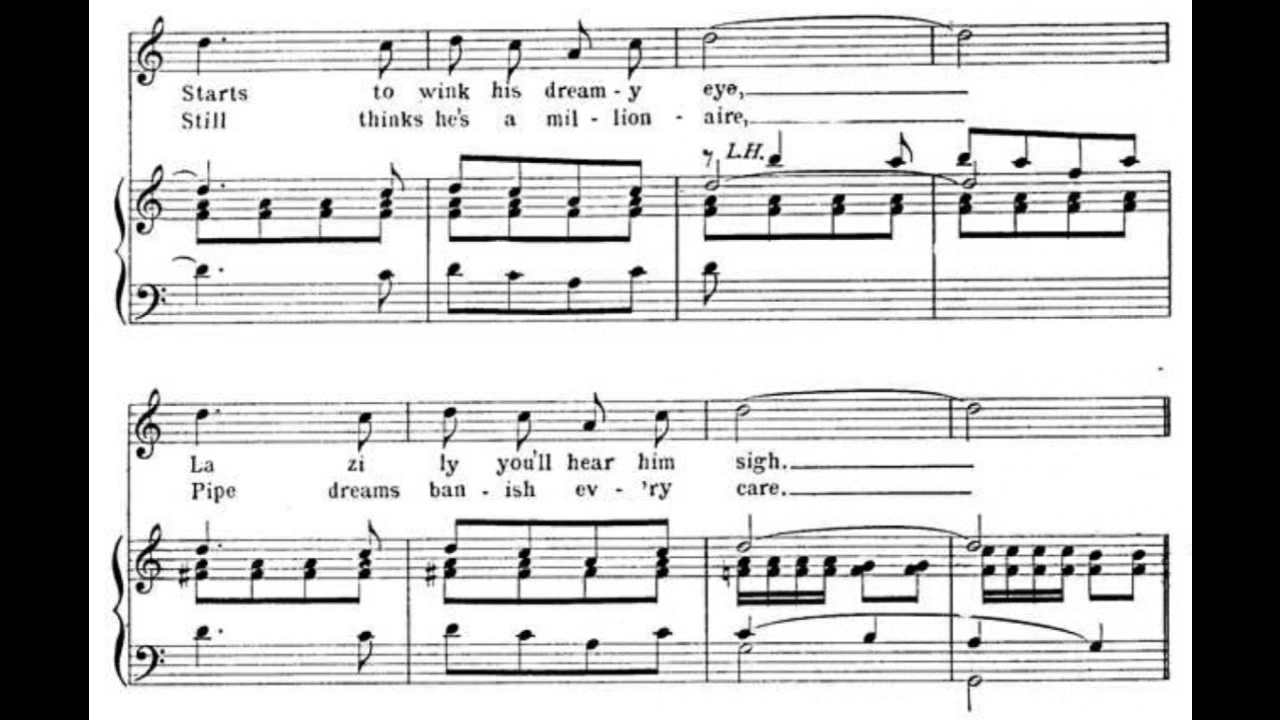 Starts to wink his dream-y eye,
Still thinks he's a mil-lion-aire,
L.H.
La zi ly you'll hear him sigh.
Pipe dreams ban-ish ev-'ry care.